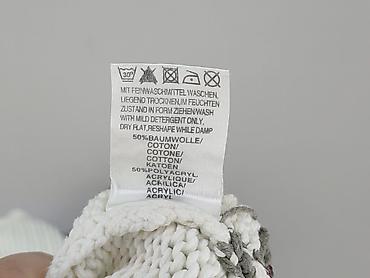 30°
MIT FEINWASCHMITTEL WASCHEN,
LIEGEND TROCKNEN,IM FEUCHTEN
ZUSTAND IN FORM ZIEHEN/WASH
WITH MILD DETERGENT ONLY,
DRY FLAT,RESHAPE WHILE DAMP
50%BAUMWOLLE/
COTON/
COTONE/
COTTON/
KATOEN
50%POLYACRYL,
ACRYLIQUE/
ACRILICA/
ACRYLIC/
ACRYL